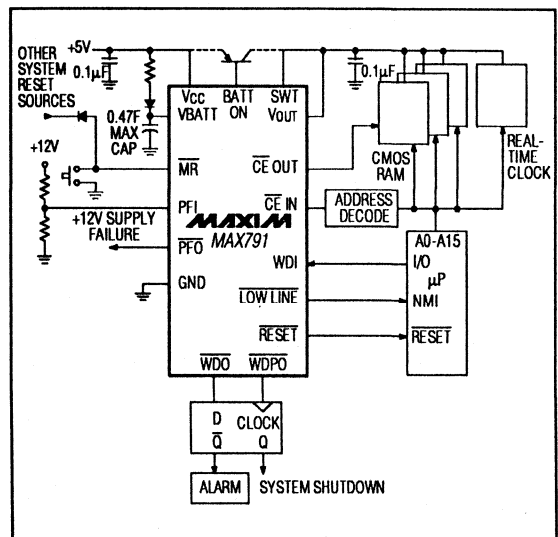 OTHER
SYSTEM
RESET
SOURCES
+5V
0.1µF
0.47F
MAX
CAP
+12V
+12V SUPPLY
FAILURE
VCC
VBATT
BATT
ON
SWT
VOUT
MR
CE OUT
PFI
CE IN
MAXIM
MAX791
PFO
WDI
GND
LOW LINE
RESET
WDO
WDPO
0.1µF
CMOS
RAM
REAL-
TIME
CLOCK
ADDRESS
DECODE
A0-A15
I/O
µP
NMI
RESET
D
CLOCK
Q
Q
ALARM
SYSTEM SHUTDOWN